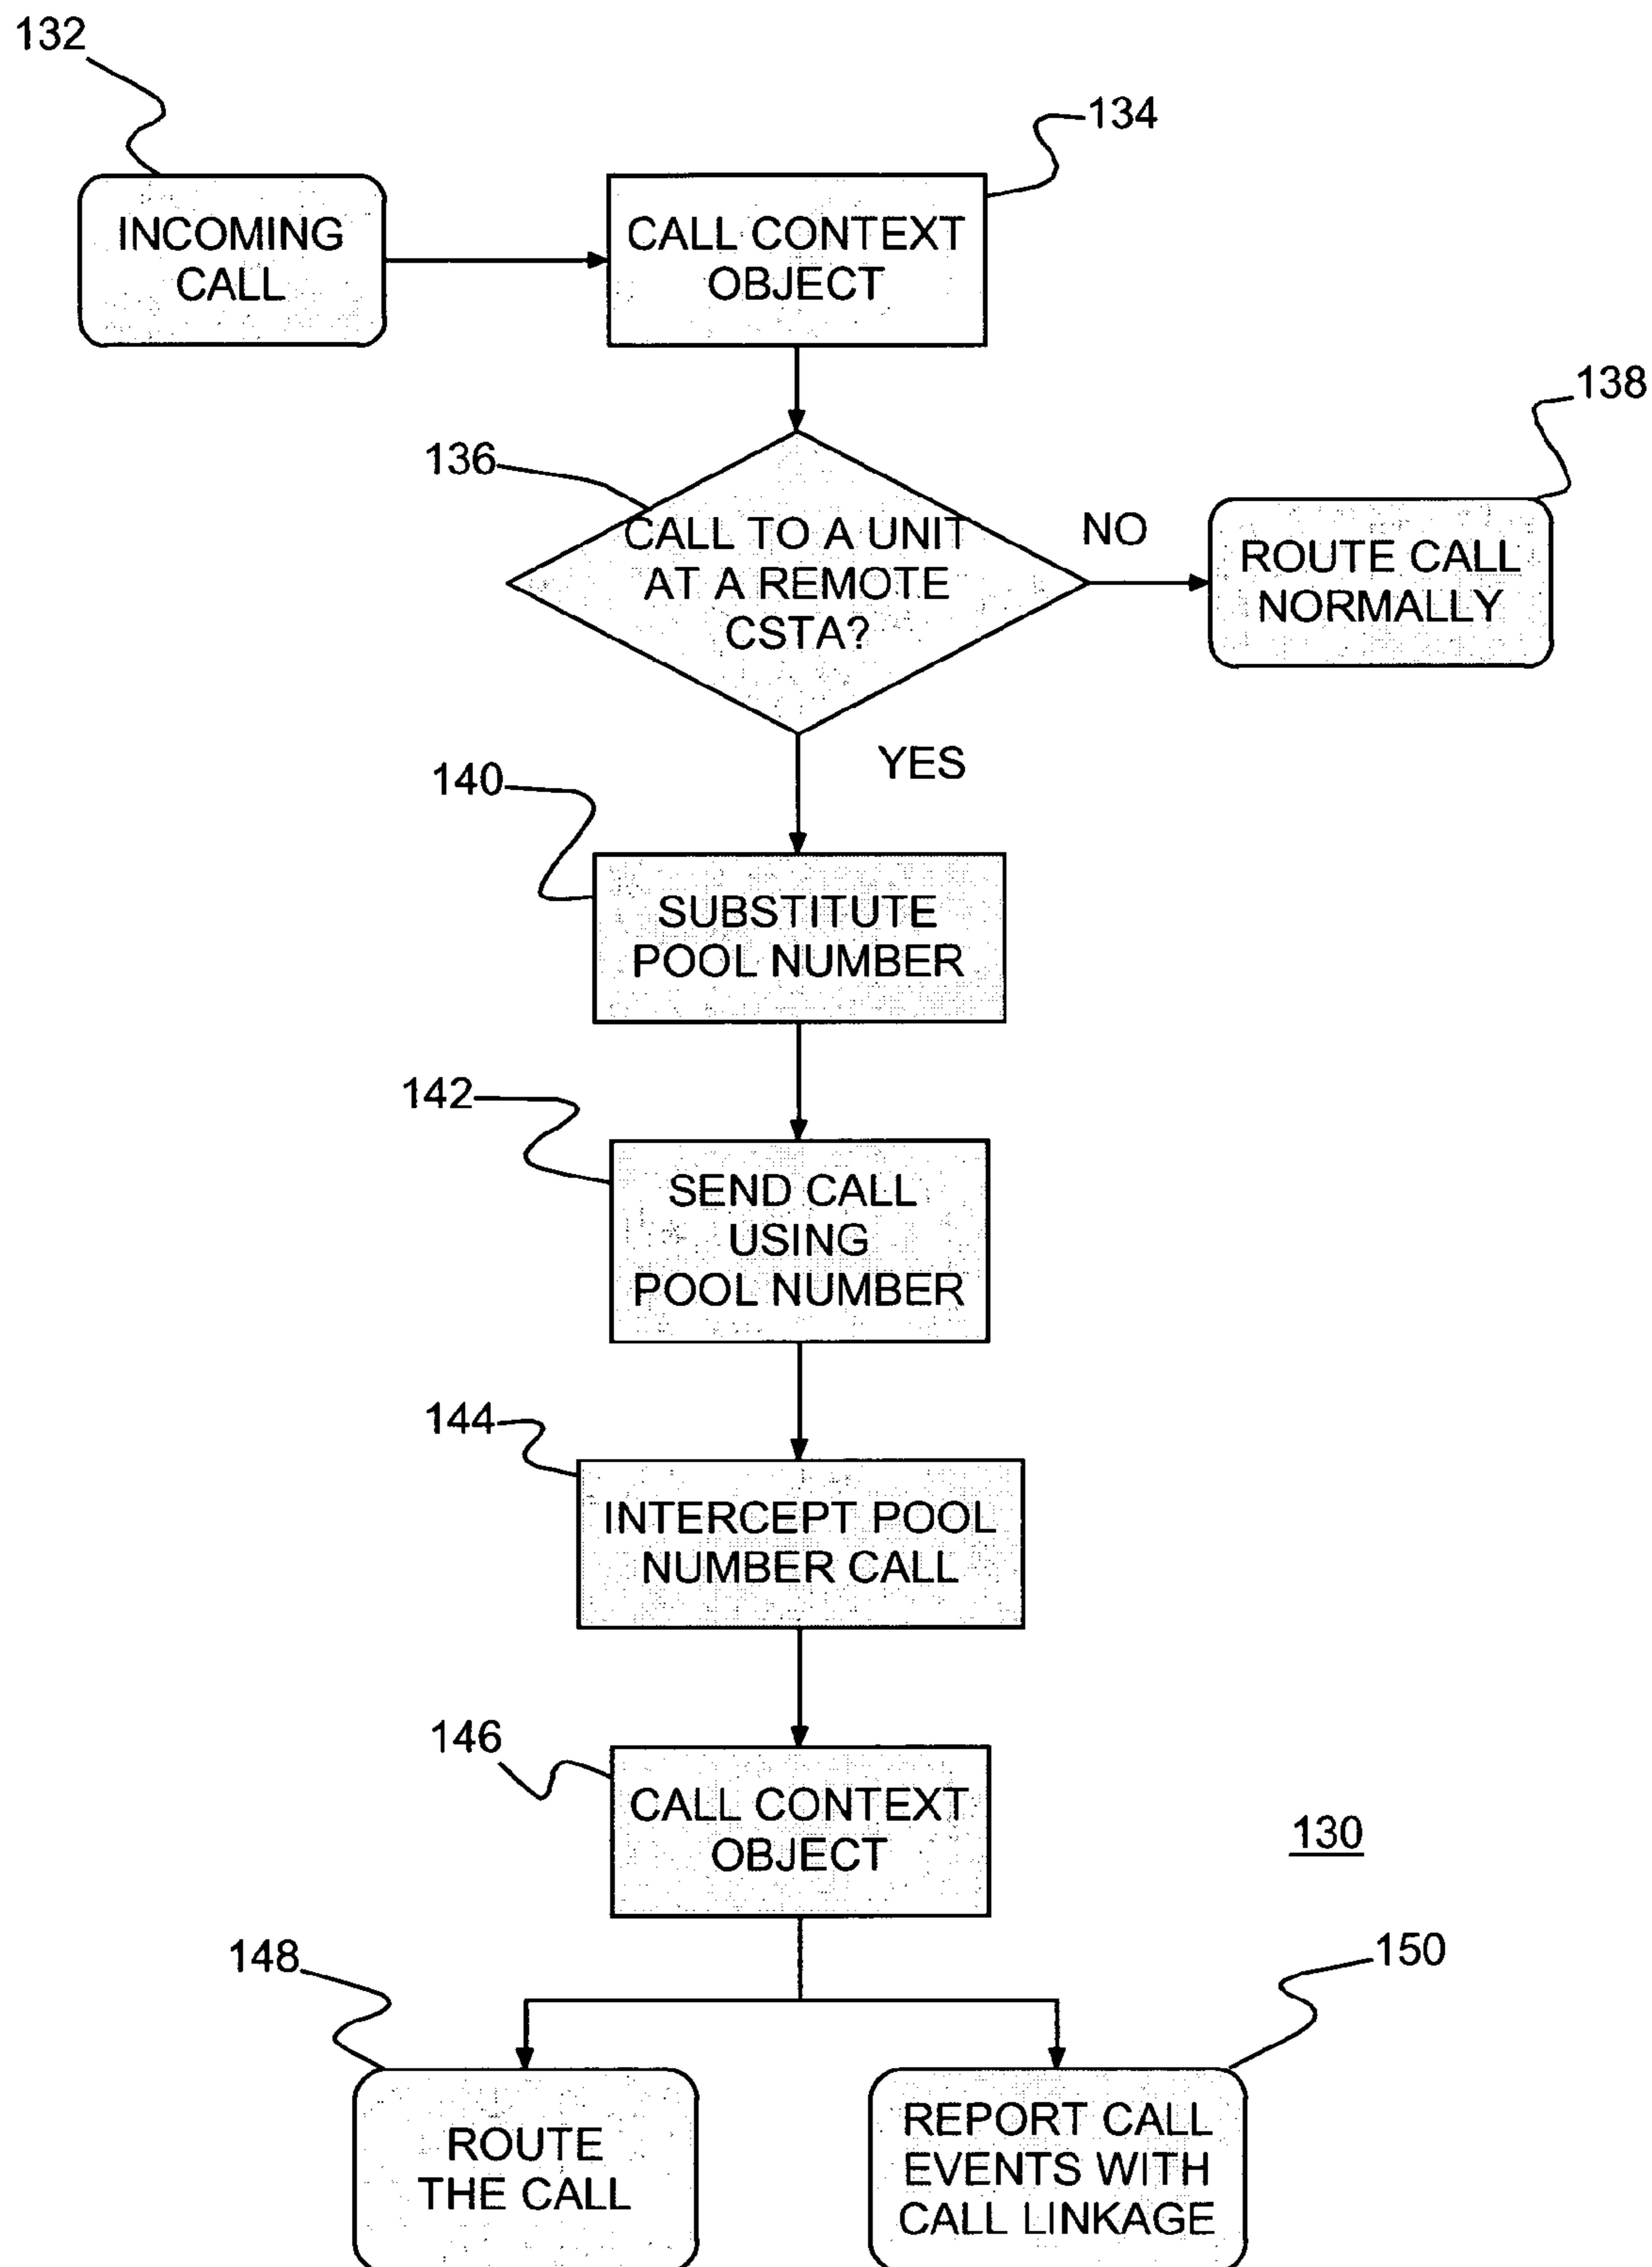 132
134
INCOMING
CALL
CALL CONTEXT
OBJECT
138
136
CALL TO A UNIT
AT A REMOTE
CSTA?
NO
ROUTE CALL
NORMALLY
YES
140
SUBSTITUTE
POOL NUMBER
142
SEND CALL
USING
POOL NUMBER
144
INTERCEPT POOL
NUMBER CALL
146
CALL CONTEXT
OBJECT
130
148
150
ROUTE
THE CALL
REPORT CALL
EVENTS WITH
CALL LINKAGE